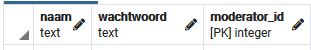 naam wachtwoord moderator_id
text text [PK] integer